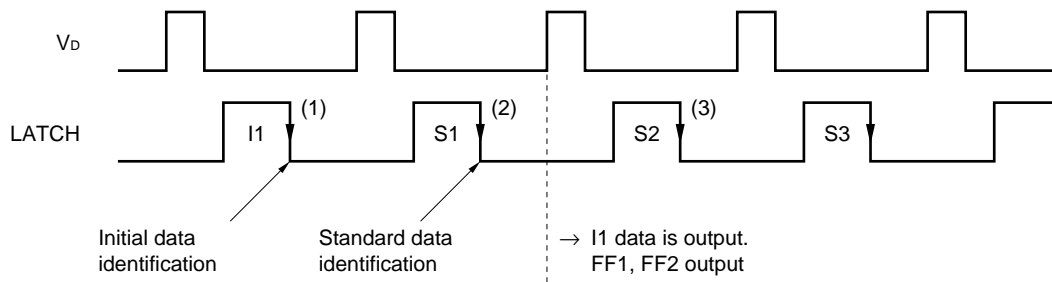 VD
LATCH
I1
(1)
S1
(2)
S2
(3)
S3
Initial data
identification
Standard data
identification
→ I1 data is output.
FF1, FF2 output